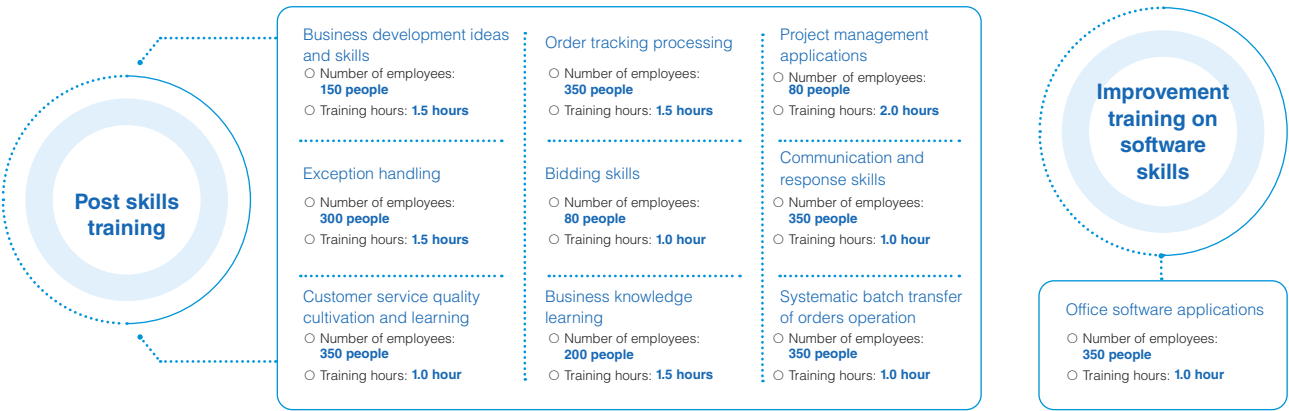 Post skills
training
Business development ideas
and skills
Number of employees:
150 people
Training hours: 1.5 hours
Order tracking processing
Number of employees:
350 people
Training hours: 1.5 hours
Project management
applications
Number of employees:
80 people
Training hours: 2.0 hours
Exception handling
Number of employees:
300 people
Training hours: 1.5 hours
Bidding skills
Number of employees:
80 people
Training hours: 1.0 hour
Communication and
response skills
Number of employees:
350 people
Training hours: 1.0 hour
Customer service quality
cultivation and learning
Number of employees:
350 people
Training hours: 1.0 hour
Business knowledge
learning
Number of employees:
200 people
Training hours: 1.5 hours
Systematic batch transfer
of orders operation
Number of employees:
350 people
Training hours: 1.0 hour
Improvement
training on
software
skills
Office software applications
Number of employees:
350 people
Training hours: 1.0 hour